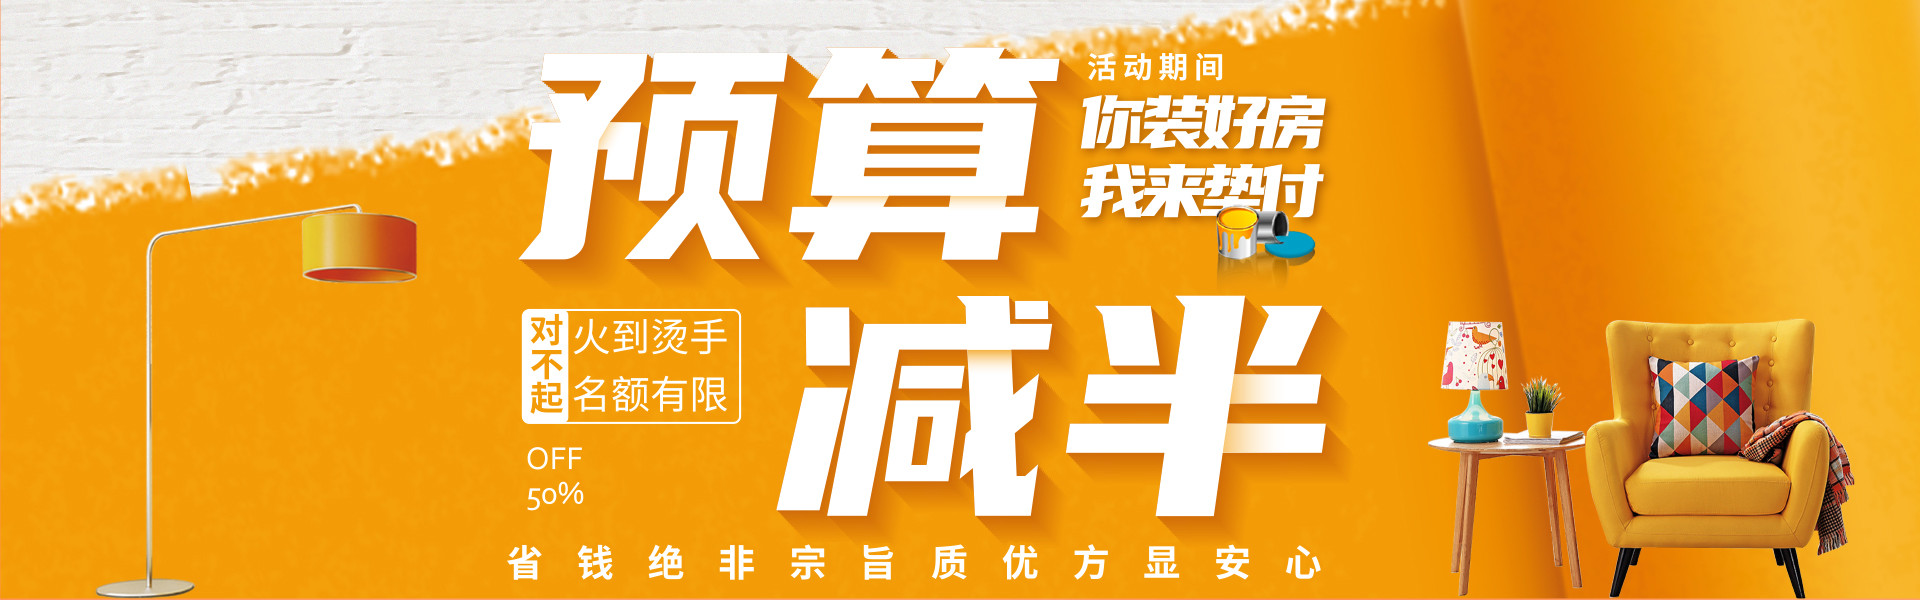 预算
减半
活动期间
你装好房
我来垫付
对不起
火到烫手
名额有限
OFF
50%
省钱绝非宗旨质优方显安心